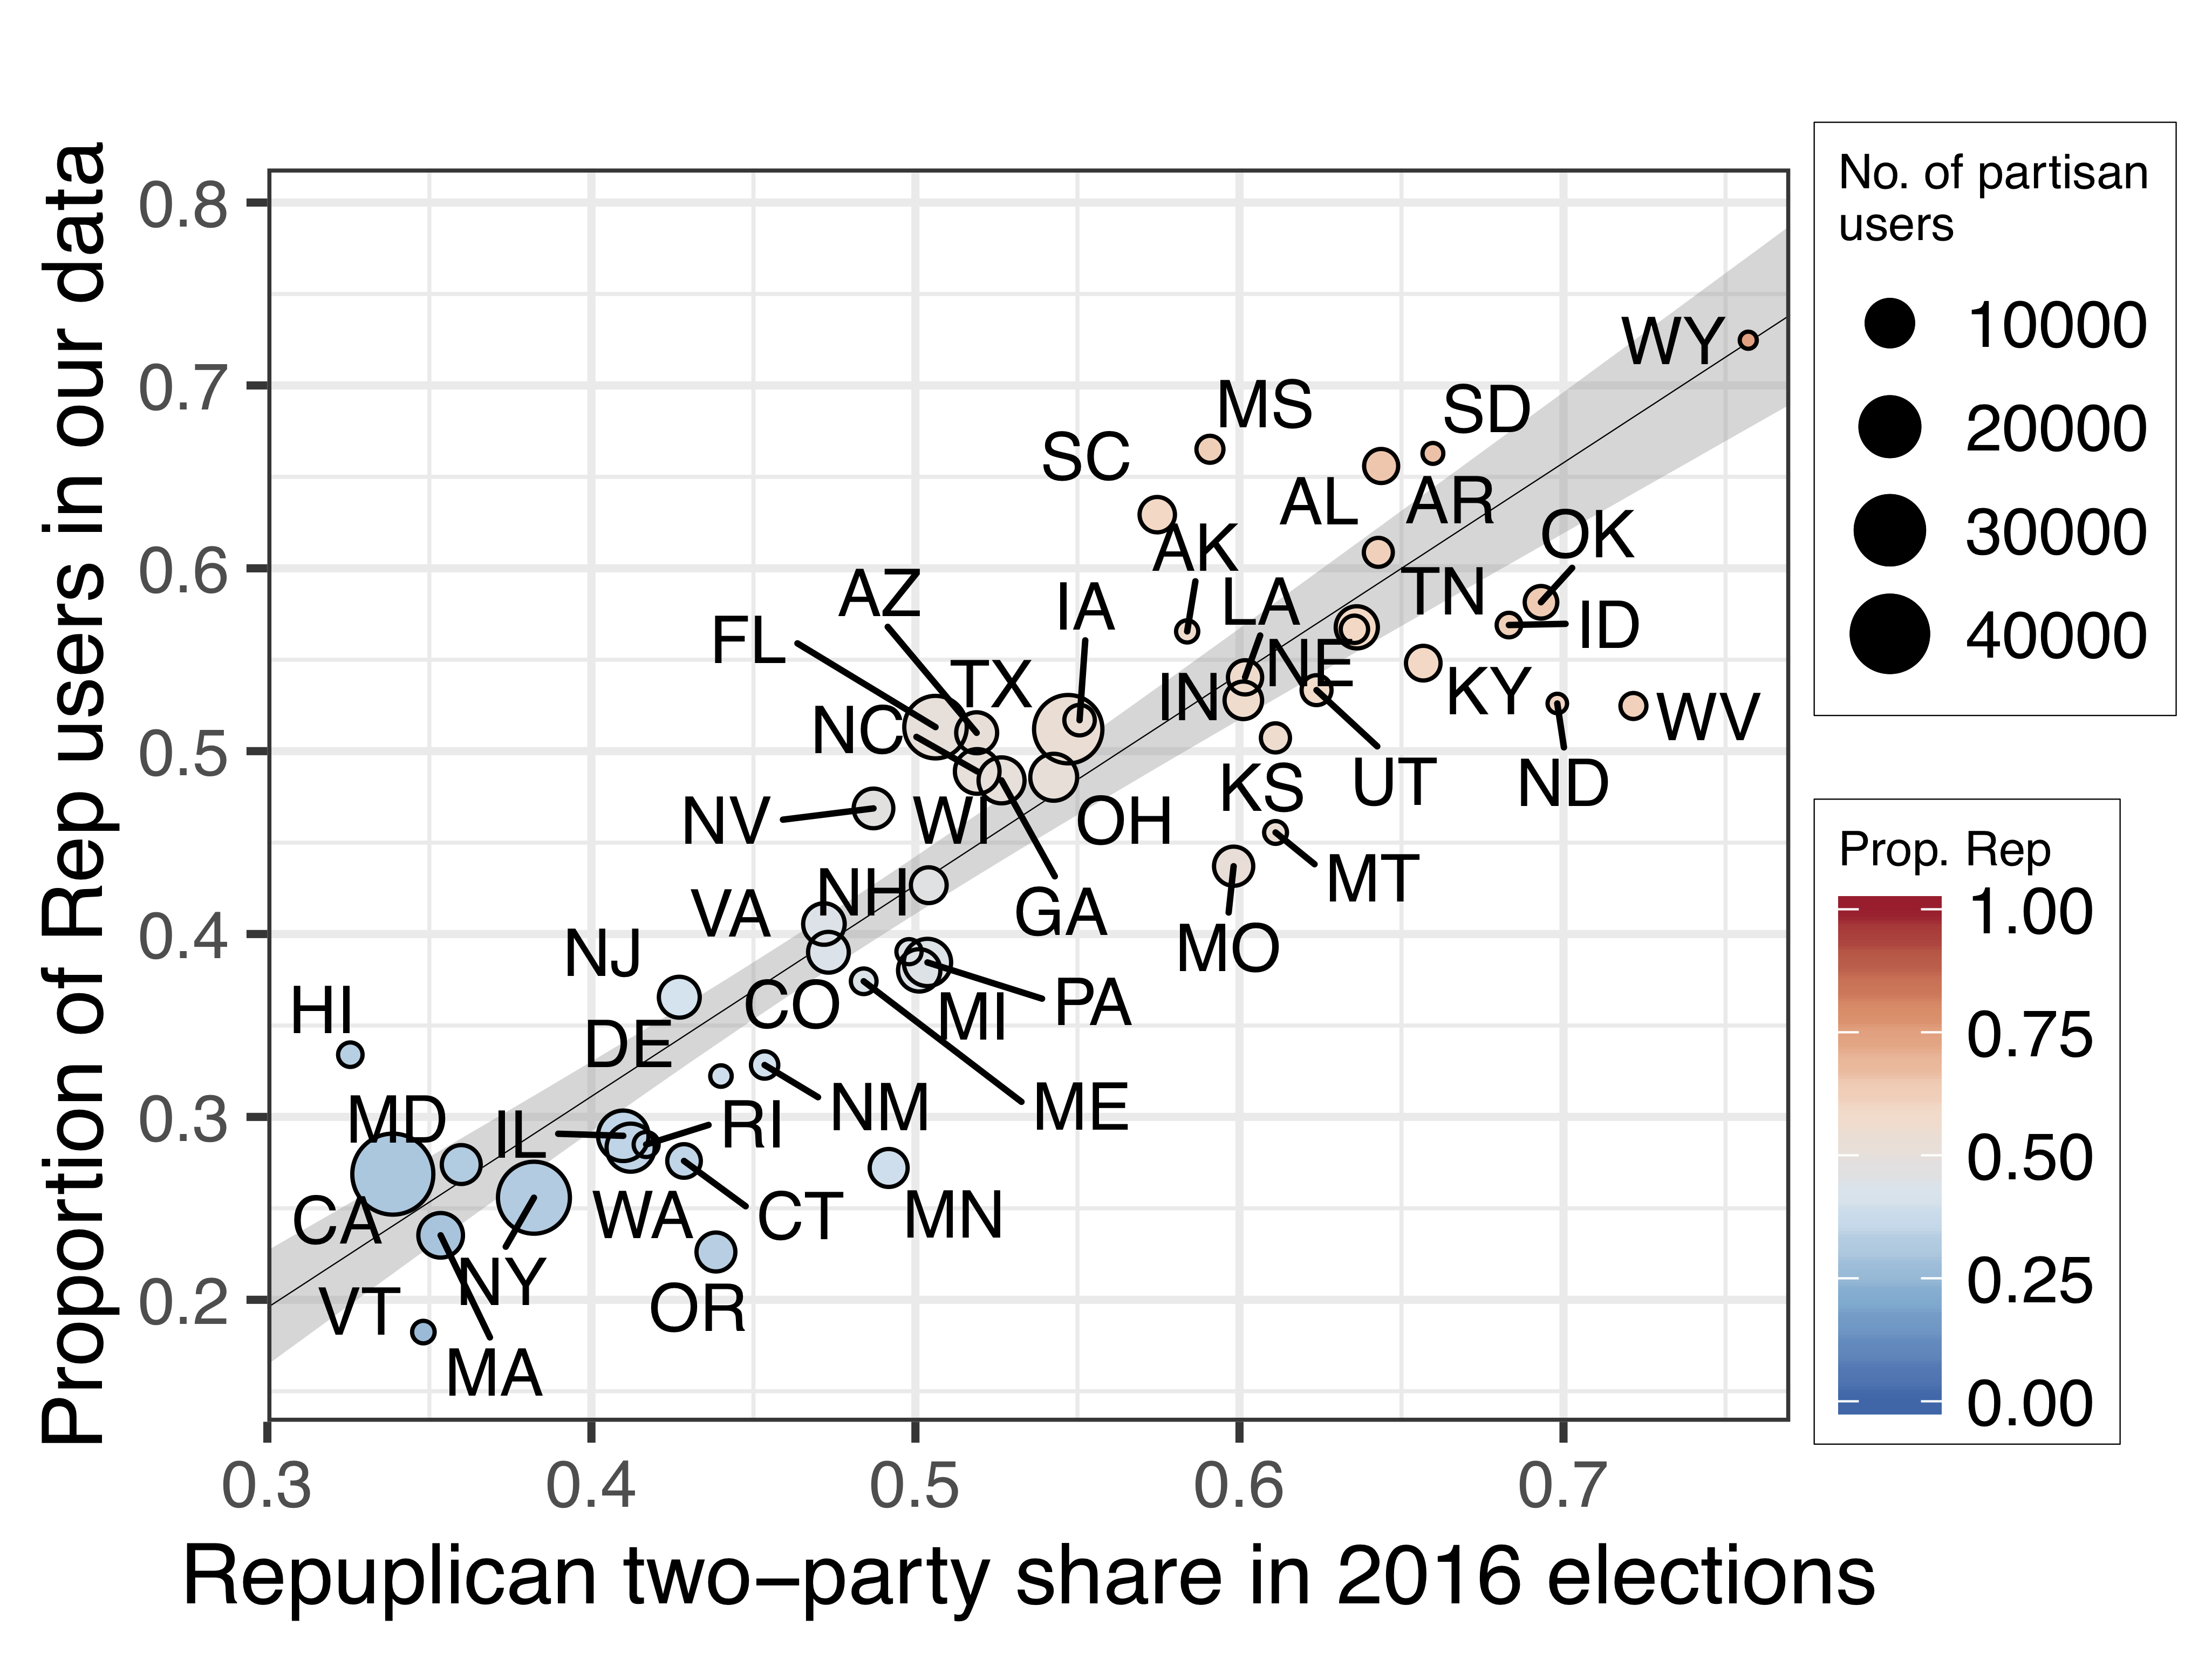 Proportion of Rep users in our data
0.8
0.7
0.6
0.5
0.4
0.3
0.2
WY
MS
SD
SC
AL
AR
OK
AK
AZ
IA
LA
TN
ID
FL
TX
NE
IN
KY
WV
NC
KS
UT
ND
NV
WI
OH
MT
NH
VA
GA
MO
NJ
HI
CO
MI
PA
DE
MD
IL
RI
NM
ME
CA
WA
CT
MN
NY
VT
OR
MA
0.3 0.4 0.5 0.6 0.7
Repuplican two–party share in 2016 elections
No. of partisan
users
10000
20000
30000
40000
Prop. Rep
1.00
0.75
0.50
0.25
0.00